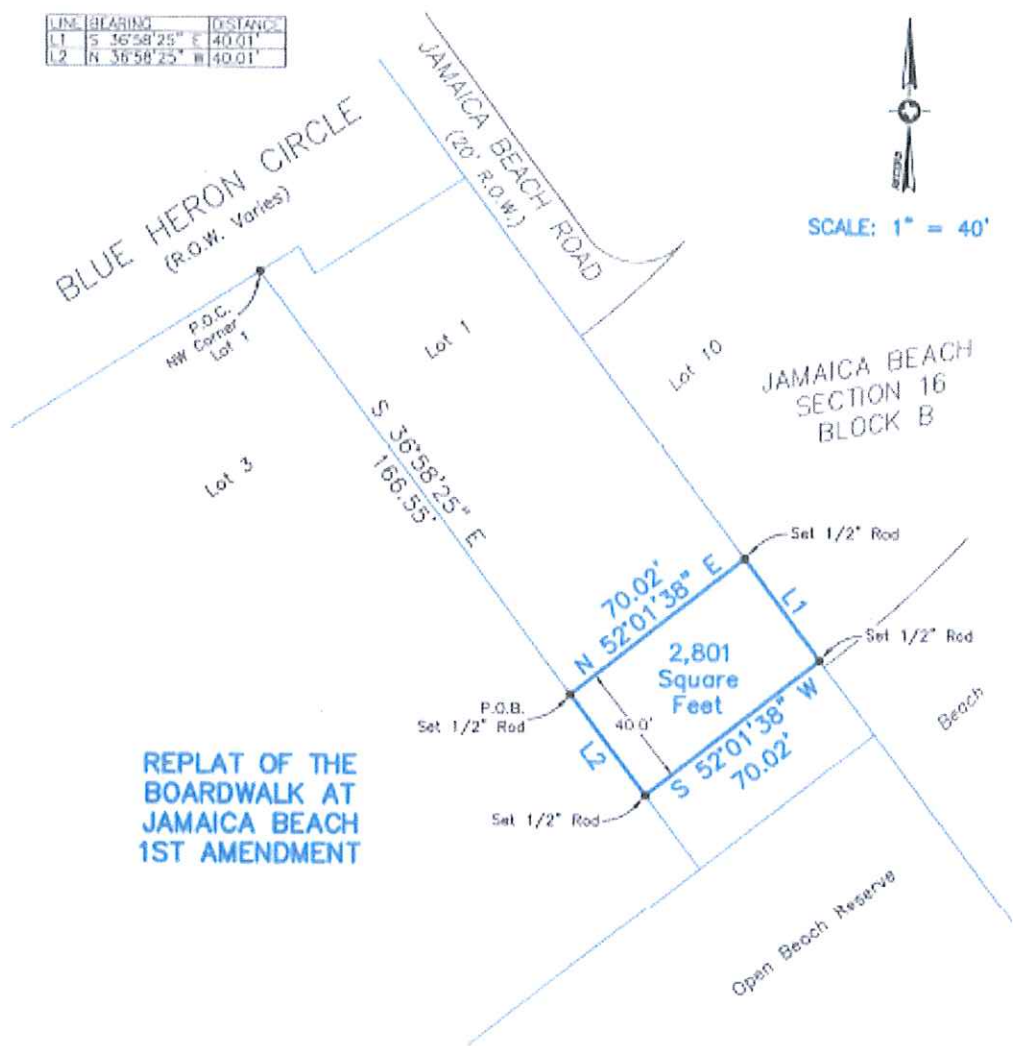 LINE BEARING DISTANCE
L1 S 36°58'25" E 40.01'
L2 N 36°58'25" W 40.01'
JAMAICA BEACH ROAD
(20' R.O.W.)
BLUE HERON CIRCLE
(R.O.W. Varies)
SCALE: 1" = 40'
P.O.C.
NW Corner
Lot 1
Lot 1
Lot 10
JAMAICA BEACH
SECTION 16
BLOCK B
Lot 3
S 36°58'25" E
166.55'
Set 1/2" Rod
70.02'
N 52°01'38" E
L1
Set 1/2" Rod
2,801
Square
Feet
P.O.B.
Set 1/2" Rod
40.0'
Beach
L2
S 52°01'38" W
70.02'
REPLAT OF THE
BOARDWALK AT
JAMAICA BEACH
1ST AMENDMENT
Set 1/2" Rod
Open Beach Reserve